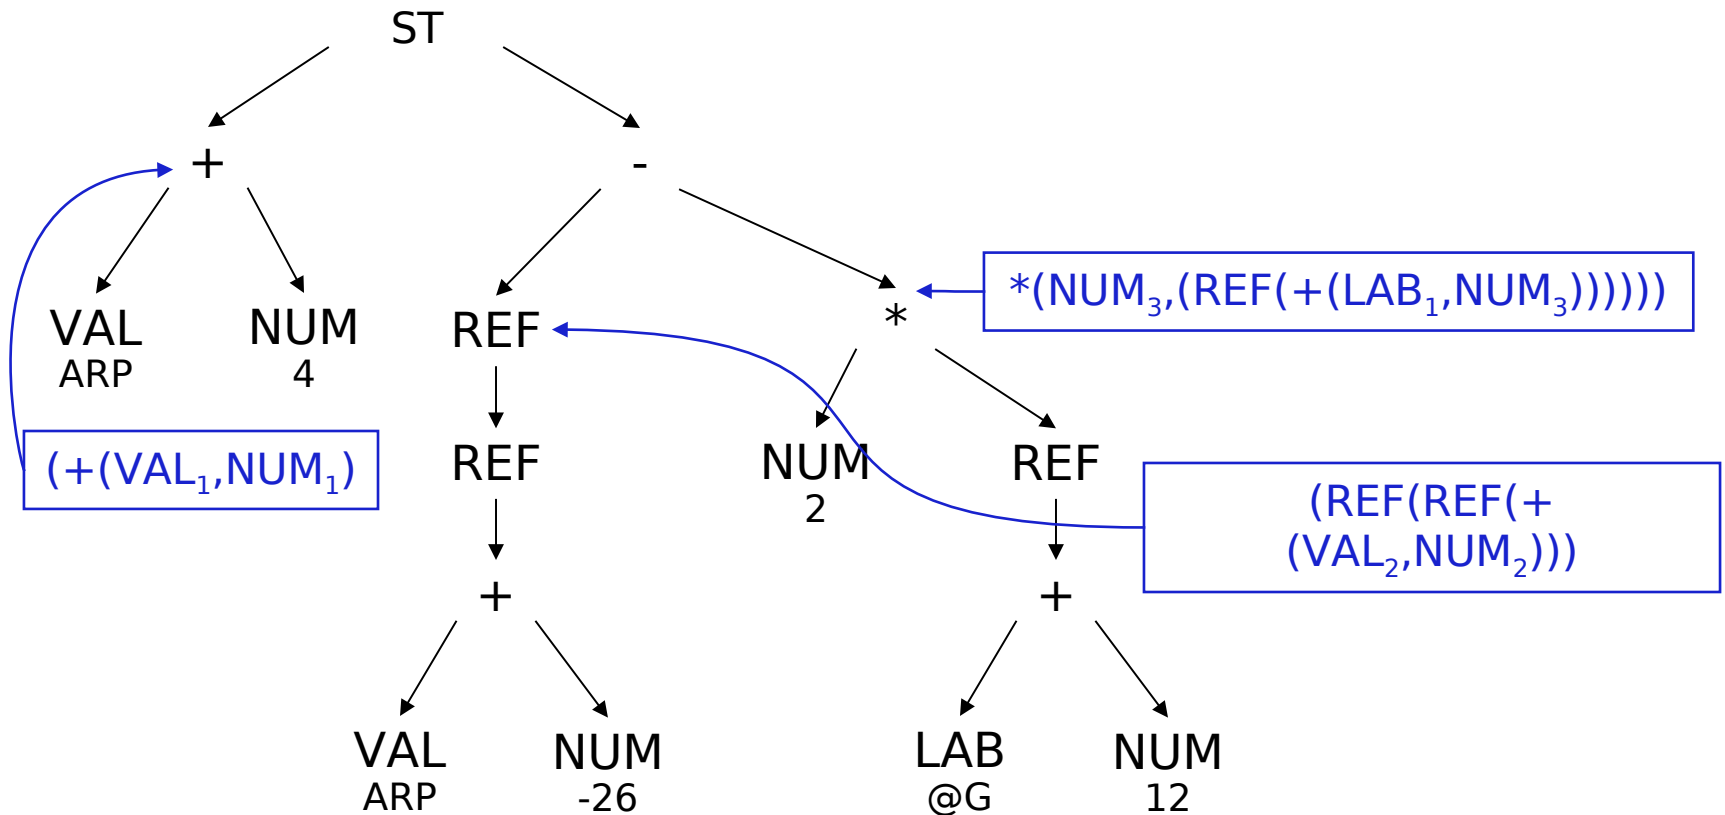 ST
+
-
VAL
ARP
NUM
4
REF
*
*(NUM₃,(REF(+(LAB₁,NUM₃))))))
(+(VAL₁,NUM₁)
REF
NUM
2
REF
(REF(REF(+
(VAL₂,NUM₂)))
+
+
VAL
ARP
NUM
-26
LAB
@G
NUM
12